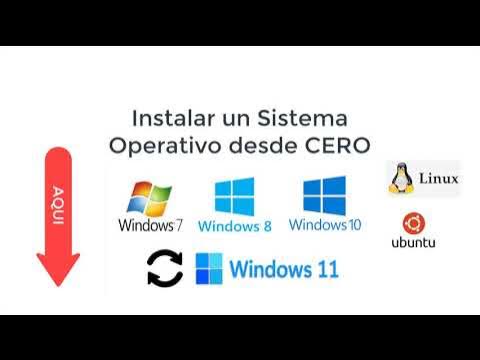 Instalar un Sistema
Operativo desde CERO
AQUI
Windows 7
Windows 8
Windows 10
Linux
ubuntu
Windows 11